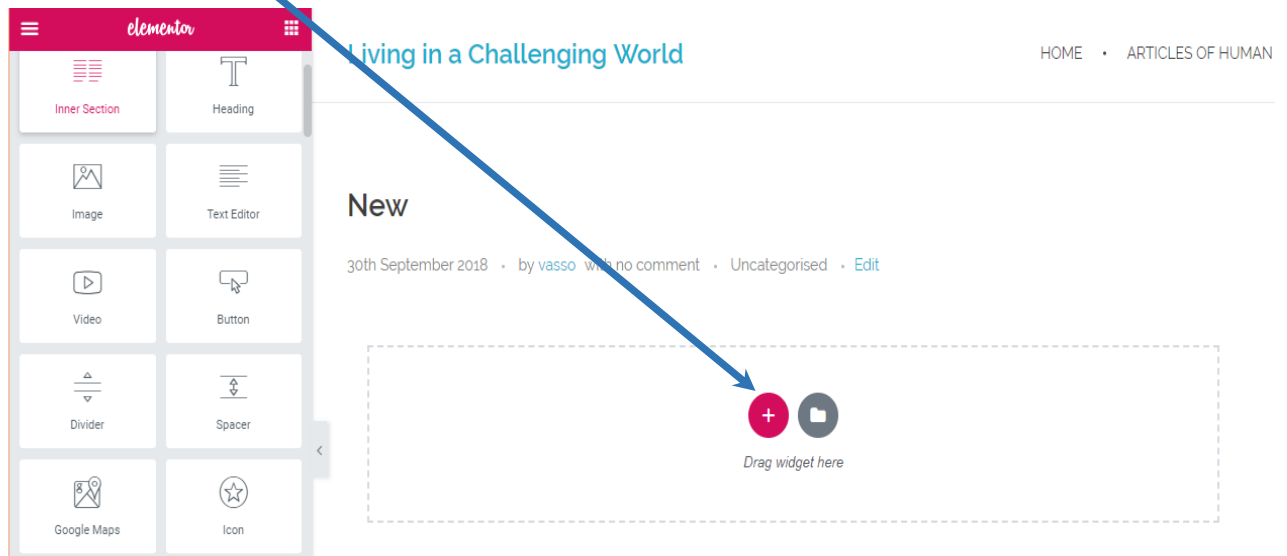 elementor
Inner Section
Heading
Image
Text Editor
Video
Button
Divider
Spacer
Google Maps
Icon
Living in a Challenging World
HOME • ARTICLES OF HUMAN
New
30th September 2018 • by vasso with no comment • Uncategorised • Edit
Drag widget here